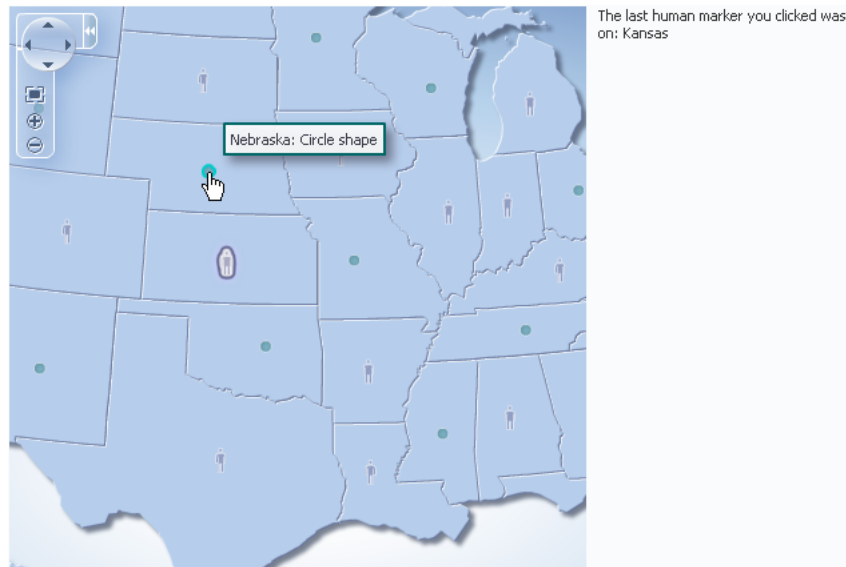 The last human marker you clicked was
on: Kansas
Nebraska: Circle shape